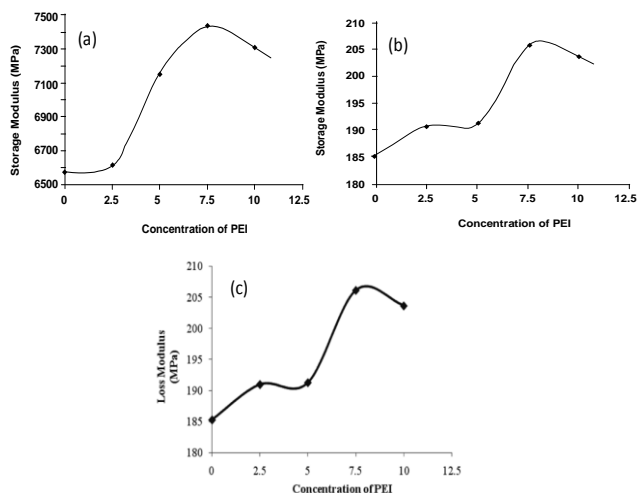 (a)
Storage Modulus (MPa)
7500
7300
7100
6900
6700
6500
0 2.5 5 7.5 10 12.5
Concentration of PEI
(b)
Storage Modulus (MPa)
210
205
200
195
190
185
180
0 2.5 5 7.5 10 12.5
Concentration of PEI
(c)
Loss Modulus
(MPa)
210
205
200
195
190
185
180
0 2.5 5 7.5 10 12.5
Concentration of PEI